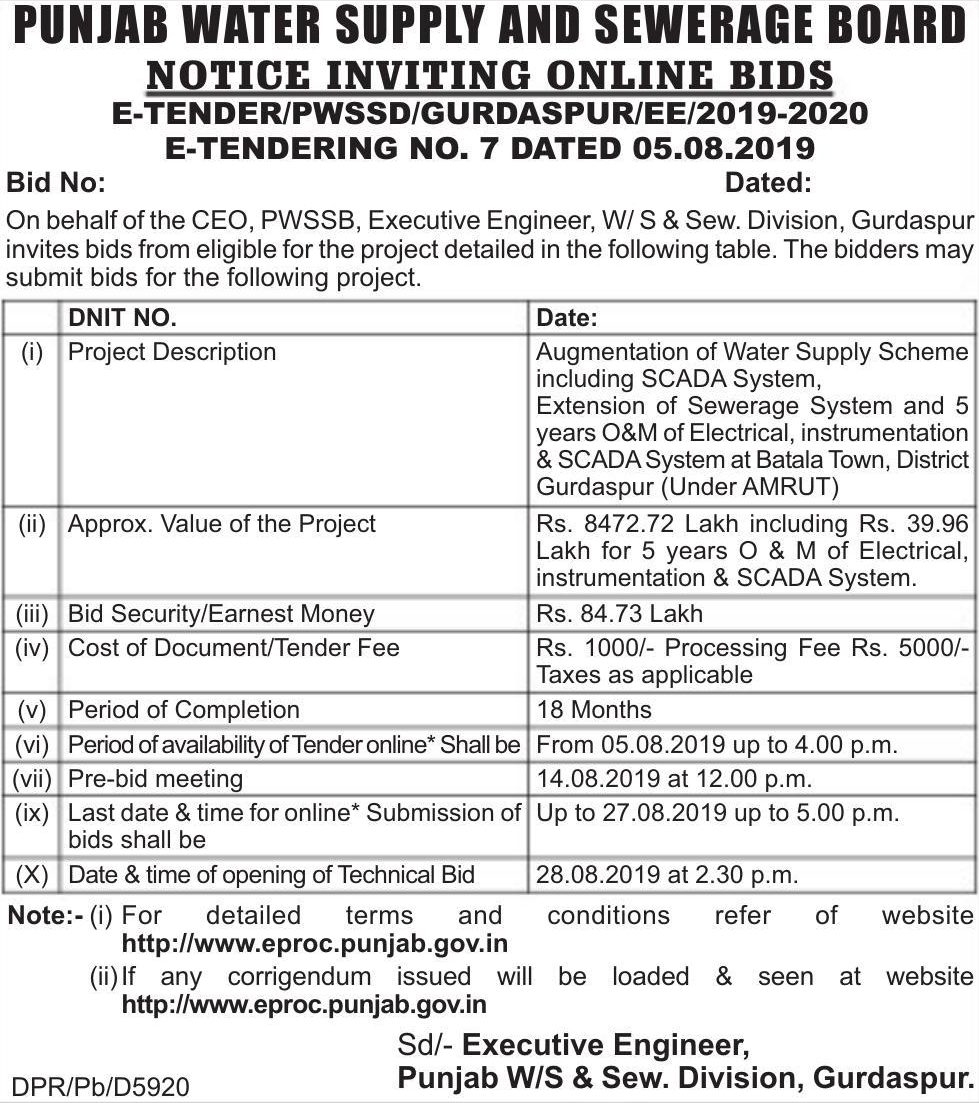 PUNJAB WATER SUPPLY AND SEWERAGE BOARD
NOTICE INVITING ONLINE BIDS
E-TENDER/PWSSD/GURDASPUR/EE/2019-2020
E-TENDERING NO. 7 DATED 05.08.2019
Bid No: Dated:
On behalf of the CEO, PWSSB, Executive Engineer, W/ S & Sew. Division, Gurdaspur
invites bids from eligible for the project detailed in the following table. The bidders may
submit bids for the following project.
DNIT NO. Date:
(i) Project Description Augmentation of Water Supply Scheme
including SCADA System,
Extension of Sewerage System and 5
years O&M of Electrical, instrumentation
& SCADA System at Batala Town, District
Gurdaspur (Under AMRUT)
(ii) Approx. Value of the Project Rs. 8472.72 Lakh including Rs. 39.96
Lakh for 5 years O & M of Electrical,
instrumentation & SCADA System.
(iii) Bid Security/Earnest Money Rs. 84.73 Lakh
(iv) Cost of Document/Tender Fee Rs. 1000/- Processing Fee Rs. 5000/-
Taxes as applicable
(v) Period of Completion 18 Months
(vi) Period of availability of Tender online* Shall be From 05.08.2019 up to 4.00 p.m.
(vii) Pre-bid meeting 14.08.2019 at 12.00 p.m.
(ix) Last date & time for online* Submission of Up to 27.08.2019 up to 5.00 p.m.
bids shall be
(X) Date & time of opening of Technical Bid 28.08.2019 at 2.30 p.m.
Note:- (i) For detailed terms and conditions refer of website
http://www.eproc.punjab.gov.in
(ii) If any corrigendum issued will be loaded & seen at website
http://www.eproc.punjab.gov.in
Sd/- Executive Engineer,
DPR/Pb/D5920 Punjab W/S & Sew. Division, Gurdaspur.